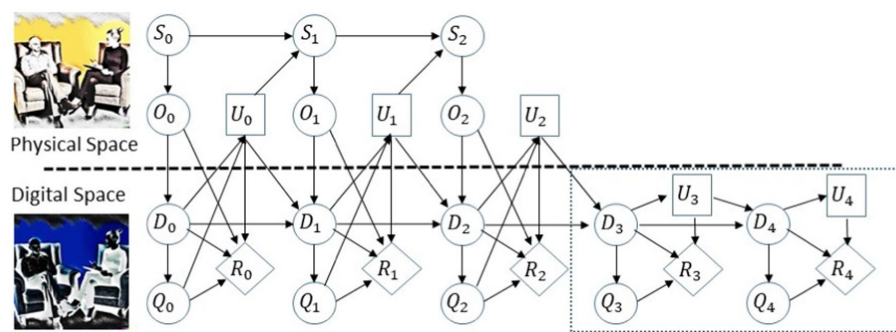 S₀ S₁ S₂
O₀ U₀ O₁ U₁ O₂ U₂
Physical Space
Digital Space
U₃ U₄
D₀ D₁ D₂ D₃ D₄
R₀ R₁ R₂ R₃ R₄
Q₀ Q₁ Q₂ Q₃ Q₄